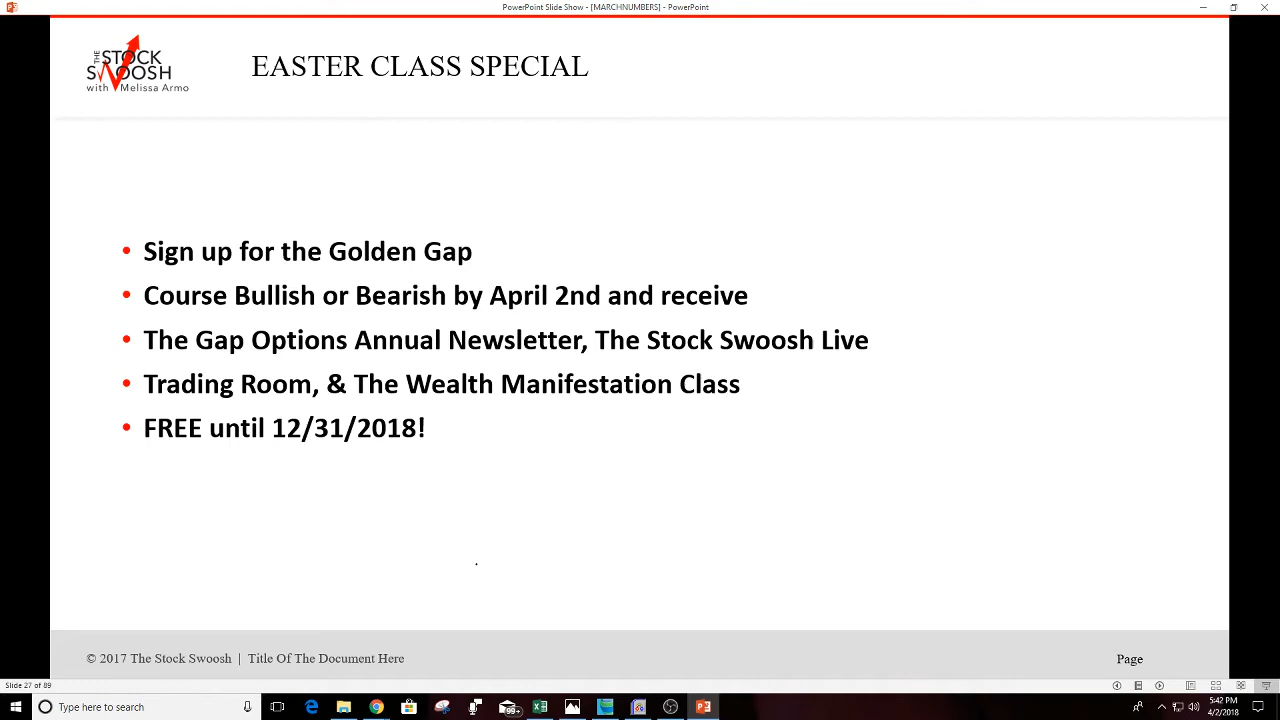 PowerPoint Slide Show - [MARCHNUMBERS] - PowerPoint
THE
STOCK
SWOOSH
with Melissa Armo
EASTER CLASS SPECIAL
• Sign up for the Golden Gap
• Course Bullish or Bearish by April 2nd and receive
• The Gap Options Annual Newsletter, The Stock Swoosh Live
• Trading Room, & The Wealth Manifestation Class
• FREE until 12/31/2018!
© 2017 The Stock Swoosh | Title Of The Document Here
Page
Slide 27 of 89
Type here to search
99+
5:42 PM
4/2/2018